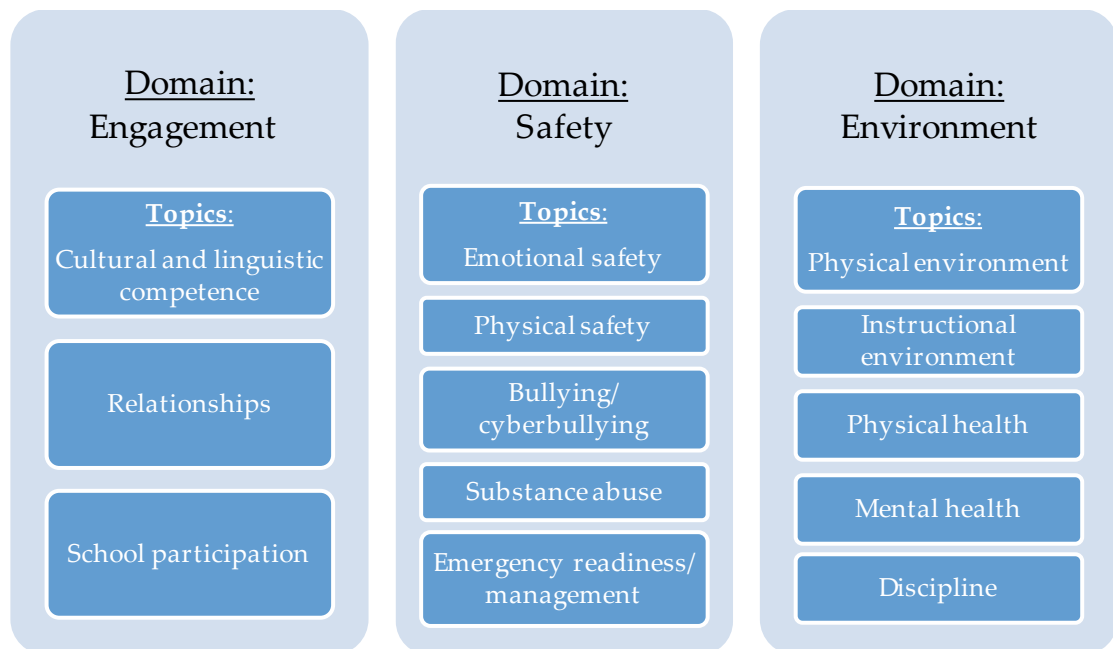 Domain:
Engagement
Topics:
Cultural and linguistic
competence
Relationships
School participation
Domain:
Safety
Topics:
Emotional safety
Physical safety
Bullying/
cyberbullying
Substance abuse
Emergency readiness/
management
Domain:
Environment
Topics:
Physical environment
Instructional
environment
Physical health
Mental health
Discipline